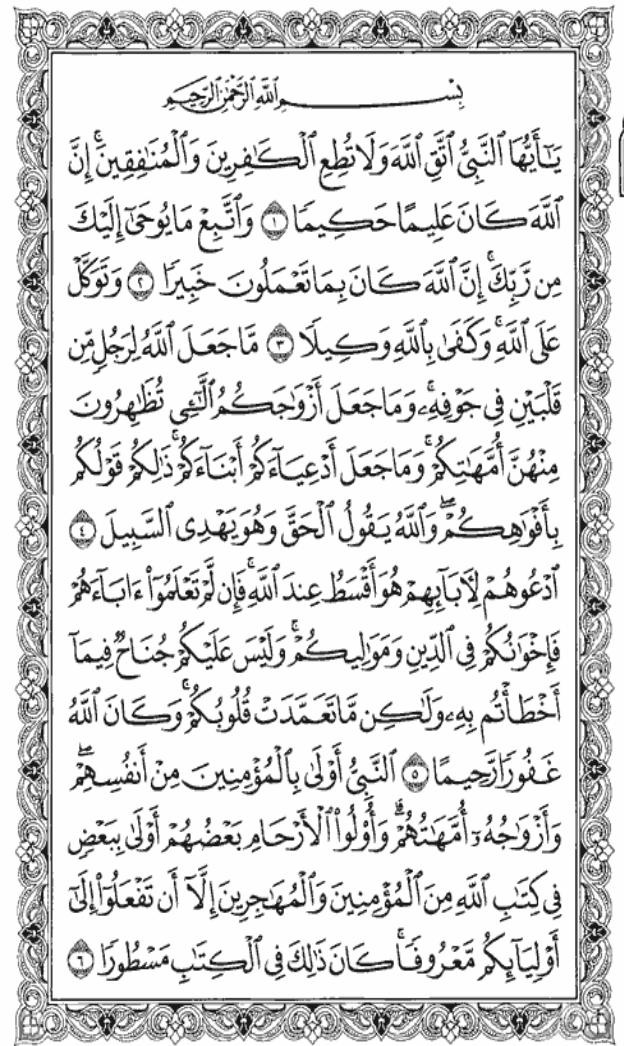 بِسْمِ ٱللَّهِ ٱلرَّحْمَٰنِ ٱلرَّحِيمِ
يَٰٓأَيُّهَا ٱلنَّبِىُّ ٱتَّقِ ٱللَّهَ وَلَا تُطِعِ ٱلْكَٰفِرِينَ وَٱلْمُنَٰفِقِينَ ۗ إِنَّ
ٱللَّهَ كَانَ عَلِيمًا حَكِيمًا ١ وَٱتَّبِعْ مَا يُوحَىٰٓ إِلَيْكَ
مِن رَّبِّكَ ۚ إِنَّ ٱللَّهَ كَانَ بِمَا تَعْمَلُونَ خَبِيرًا ٢ وَتَوَكَّلْ
عَلَى ٱللَّهِ ۚ وَكَفَىٰ بِٱللَّهِ وَكِيلًا ٣ مَّا جَعَلَ ٱللَّهُ لِرَجُلٍ مِّن
قَلْبَيْنِ فِى جَوْفِهِۦ ۚ وَمَا جَعَلَ أَزْوَٰجَكُمُ ٱلَّٰٓـِٔى تُظَٰهِرُونَ
مِنْهُنَّ أُمَّهَٰتِكُمْ ۚ وَمَا جَعَلَ أَدْعِيَآءَكُمْ أَبْنَآءَكُمْ ۚ ذَٰلِكُمْ قَوْلُكُم
بِأَفْوَٰهِكُمْ ۖ وَٱللَّهُ يَقُولُ ٱلْحَقَّ وَهُوَ يَهْدِى ٱلسَّبِيلَ ٤
ٱدْعُوهُمْ لِـَٔابَآئِهِمْ هُوَ أَقْسَطُ عِندَ ٱللَّهِ ۚ فَإِن لَّمْ تَعْلَمُوٓا۟ ءَابَآءَهُمْ
فَإِخْوَٰنُكُمْ فِى ٱلدِّينِ وَمَوَٰلِيكُمْ ۚ وَلَيْسَ عَلَيْكُمْ جُنَاحٌ فِيمَآ
أَخْطَأْتُم بِهِۦ وَلَٰكِن مَّا تَعَمَّدَتْ قُلُوبُكُمْ ۚ وَكَانَ ٱللَّهُ
غَفُورًا رَّحِيمًا ٥ ٱلنَّبِىُّ أَوْلَىٰ بِٱلْمُؤْمِنِينَ مِنْ أَنفُسِهِمْ ۖ
وَأَزْوَٰجُهُۥٓ أُمَّهَٰتُهُمْ ۗ وَأُو۟لُوا۟ ٱلْأَرْحَامِ بَعْضُهُمْ أَوْلَىٰ بِبَعْضٍ
فِى كِتَٰبِ ٱللَّهِ مِنَ ٱلْمُؤْمِنِينَ وَٱلْمُهَٰجِرِينَ إِلَّآ أَن تَفْعَلُوٓا۟ إِلَىٰٓ
أَوْلِيَآئِكُم مَّعْرُوفًا ۚ كَانَ ذَٰلِكَ فِى ٱلْكِتَٰبِ مَسْطُورًا ٦